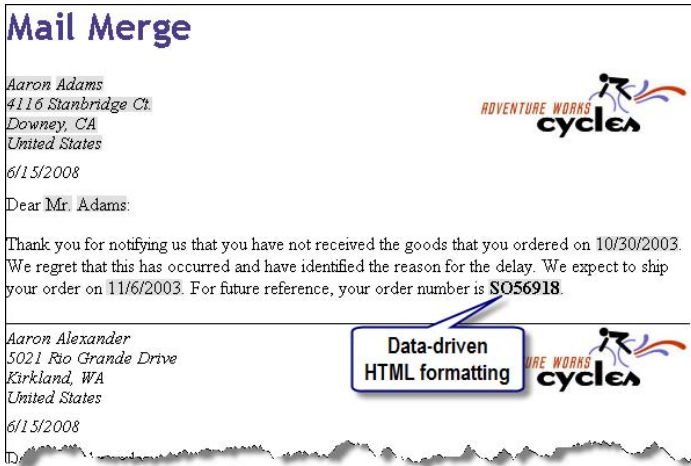 Mail Merge
Aaron Adams
4116 Stanbridge Ct.
Downey, CA
United States
ADVENTURE WORKS
cycles
6/15/2008
Dear Mr. Adams:
Thank you for notifying us that you have not received the goods that you ordered on 10/30/2003.
We regret that this has occurred and have identified the reason for the delay. We expect to ship
your order on 11/6/2003. For future reference, your order number is SO56918.
Aaron Alexander
5021 Rio Grande Drive
Kirkland, WA
United States
Data-driven
HTML formatting
URE WORKS
cycles
6/15/2008